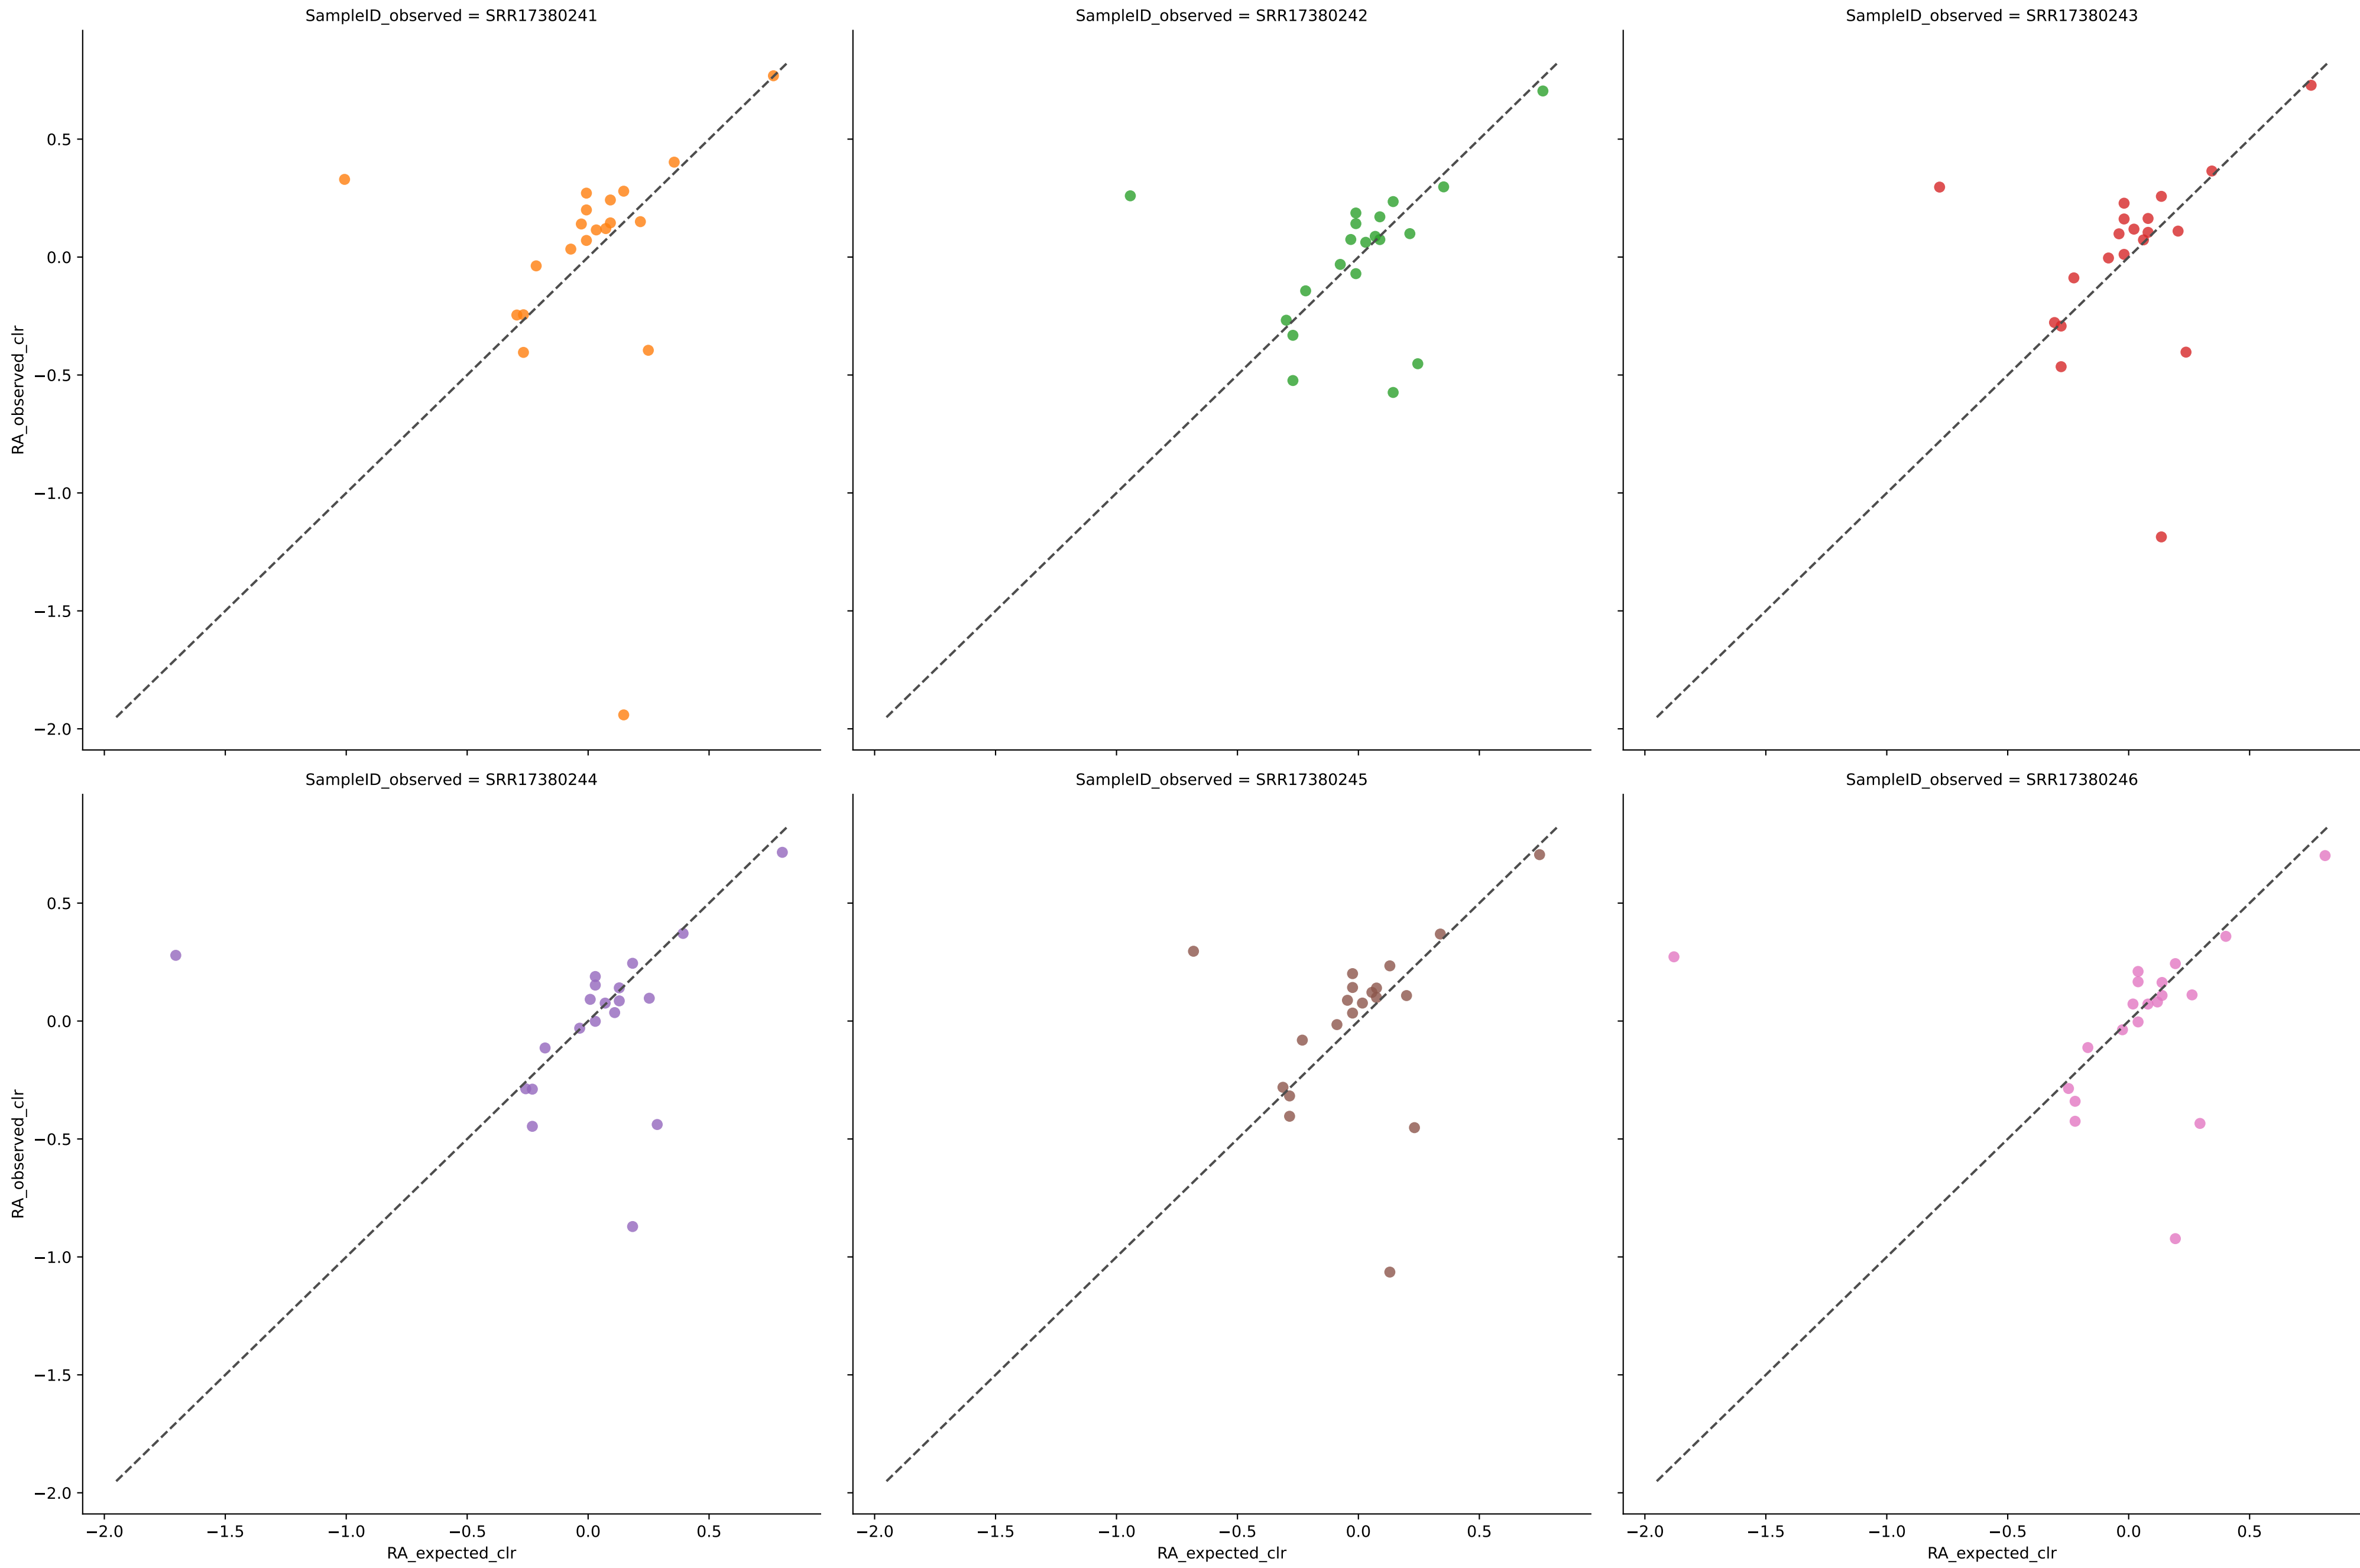 SampleID_observed = SRR17380241
SampleID_observed = SRR17380242
SampleID_observed = SRR17380243
RA_observed_clr
0.5
0.0
−0.5
−1.0
−1.5
−2.0
SampleID_observed = SRR17380244
SampleID_observed = SRR17380245
SampleID_observed = SRR17380246
RA_observed_clr
0.5
0.0
−0.5
−1.0
−1.5
−2.0
−2.0 −1.5 −1.0 −0.5 0.0 0.5
−2.0 −1.5 −1.0 −0.5 0.0 0.5
−2.0 −1.5 −1.0 −0.5 0.0 0.5
RA_expected_clr
RA_expected_clr
RA_expected_clr